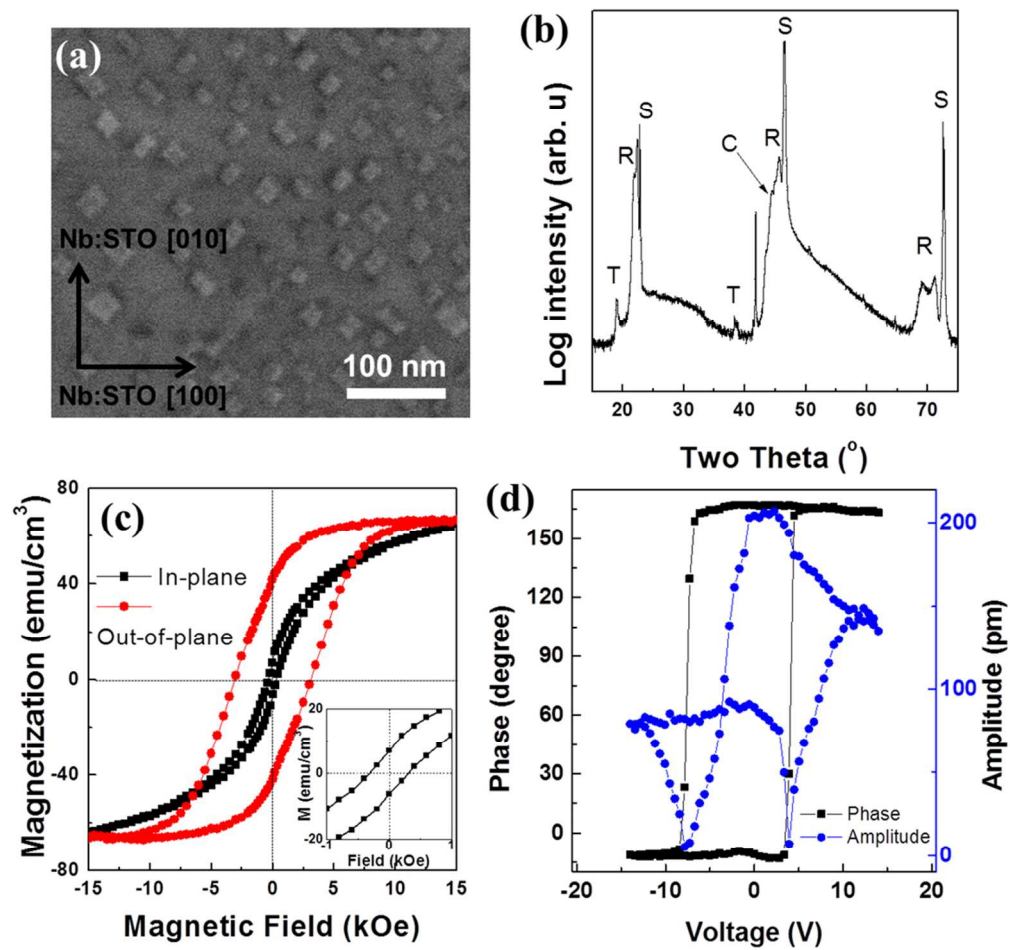 (a)
Nb:STO [010]
Nb:STO [100]
100 nm
(b)
Log intensity (arb. u)
T
R
S
T
C
R
S
R
S
20 30 40 50 60 70
Two Theta (°)
(c)
Magnetization (emu/cm³)
80
40
0
-40
-80
In-plane
Out-of-plane
M (emu/cm³)
20
0
-20
-1 0 1
Field (kOe)
-15 -10 -5 0 5 10 15
Magnetic Field (kOe)
(d)
Phase (degree)
150
120
90
60
30
0
Phase
Amplitude
200
100
0
Amplitude (pm)
-20 -10 0 10 20
Voltage (V)